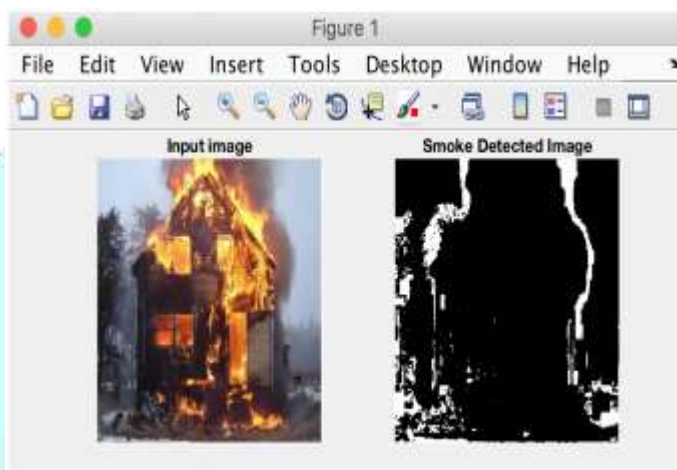 Figure 1
File Edit View Insert Tools Desktop Window Help
Input image Smoke Detected Image